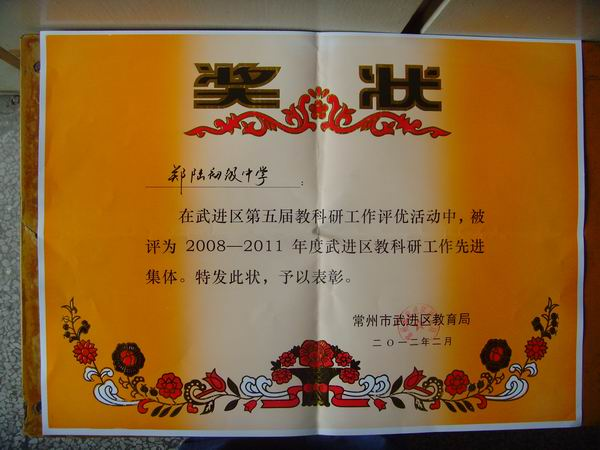 奖状
郑陆初级中学：
在武进区第五届教科研工作评优活动中，被
评为 2008—2011 年度武进区教科研工作先进
集体。特发此状，予以表彰。
常州市武进区教育局
二〇一二年二月